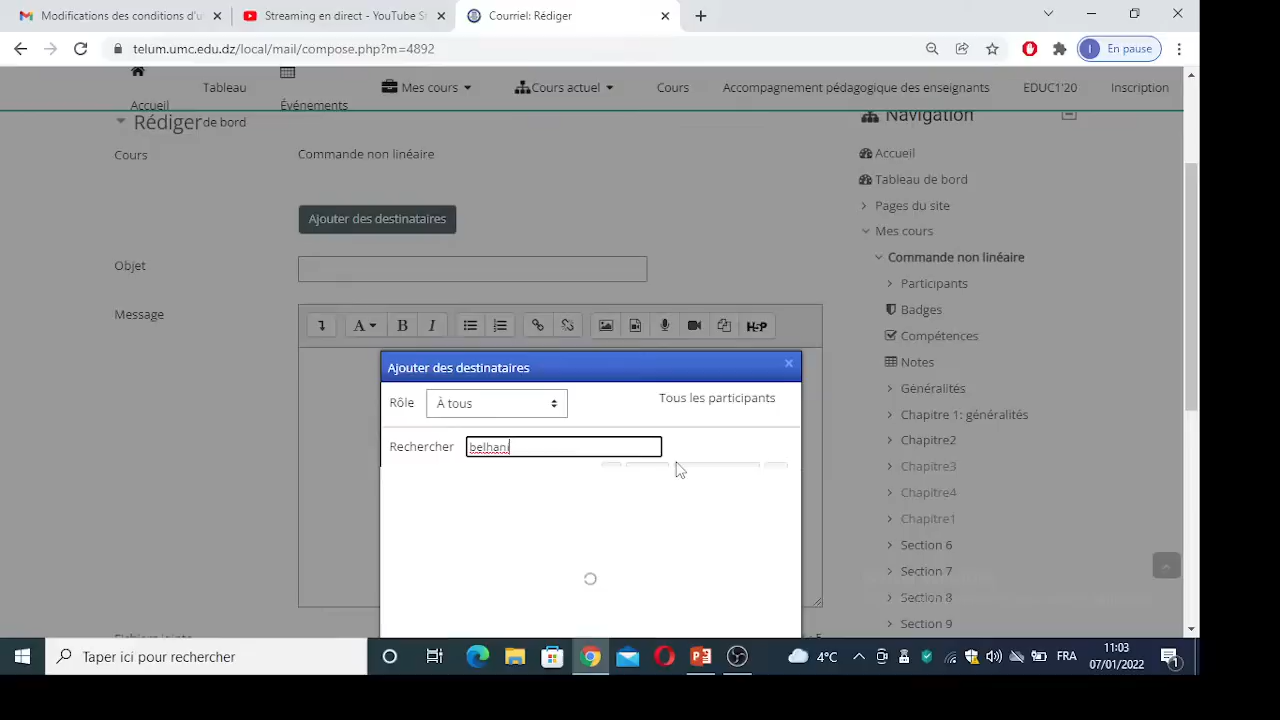 Modifications des conditions d'u
Streaming en direct - YouTube S
Courriel: Rédiger
telum.umc.edu.dz/local/mail/compose.php?m=4892
En pause
Accueil
Tableau de bord
Événements
Mes cours
Cours actuel
Cours
Accompagnement pédagogique des enseignants
EDUC1'20
Inscription
Rédiger
Cours
Commande non linéaire
Ajouter des destinataires
Objet
Message
A
B
I
H5P
Ajouter des destinataires
Rôle
À tous
Tous les participants
Rechercher
belhani
Navigation
Accueil
Tableau de bord
Pages du site
Mes cours
Commande non linéaire
Participants
Badges
Compétences
Notes
Généralités
Chapitre 1: généralités
Chapitre2
Chapitre3
Chapitre4
Chapitre1
Section 6
Section 7
Section 8
Section 9
Taper ici pour rechercher
4°C
FRA
11:03
07/01/2022
1